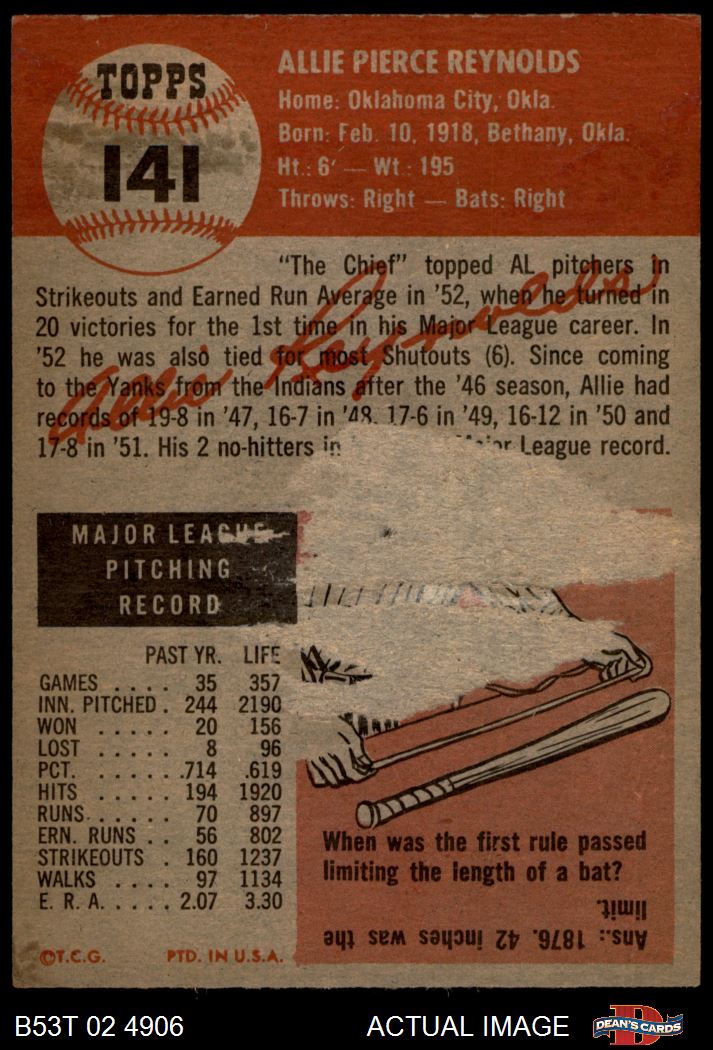 TOPPS
141
ALLIE PIERCE REYNOLDS
Home: Oklahoma City, Okla.
Born: Feb. 10, 1918, Bethany, Okla.
Ht.: 6' — Wt.: 195
Throws: Right — Bats: Right
"The Chief" topped AL pitchers in
Strikeouts and Earned Run Average in '52, when he turned in
20 victories for the 1st time in his Major League career. In
'52 he was also tied for most Shutouts (6). Since coming
to the Yanks from the Indians after the '46 season, Allie had
records of 19-8 in '47, 16-7 in '48, 17-6 in '49, 16-12 in '50 and
17-8 in '51. His 2 no-hitters in Major League record.
Allie Reynolds
MAJOR LEAGUE
PITCHING
RECORD
PAST YR. LIFE
GAMES . . . . 35 357
INN. PITCHED . 244 2190
WON . . . . . 20 156
LOST . . . . . 8 96
PCT. . . . . . .714 .619
HITS . . . . . 194 1920
RUNS . . . . . 70 897
ERN. RUNS . . 56 802
STRIKEOUTS . 160 1237
WALKS . . . . 97 1134
E. R. A. . . . . 2.07 3.30
When was the first rule passed
limiting the length of a bat?
Ans.: 1876. 42 inches was the
limit.
©T.C.G. PTD. IN U.S.A.
B53T 02 4906
ACTUAL IMAGE
DEAN'S CARDS